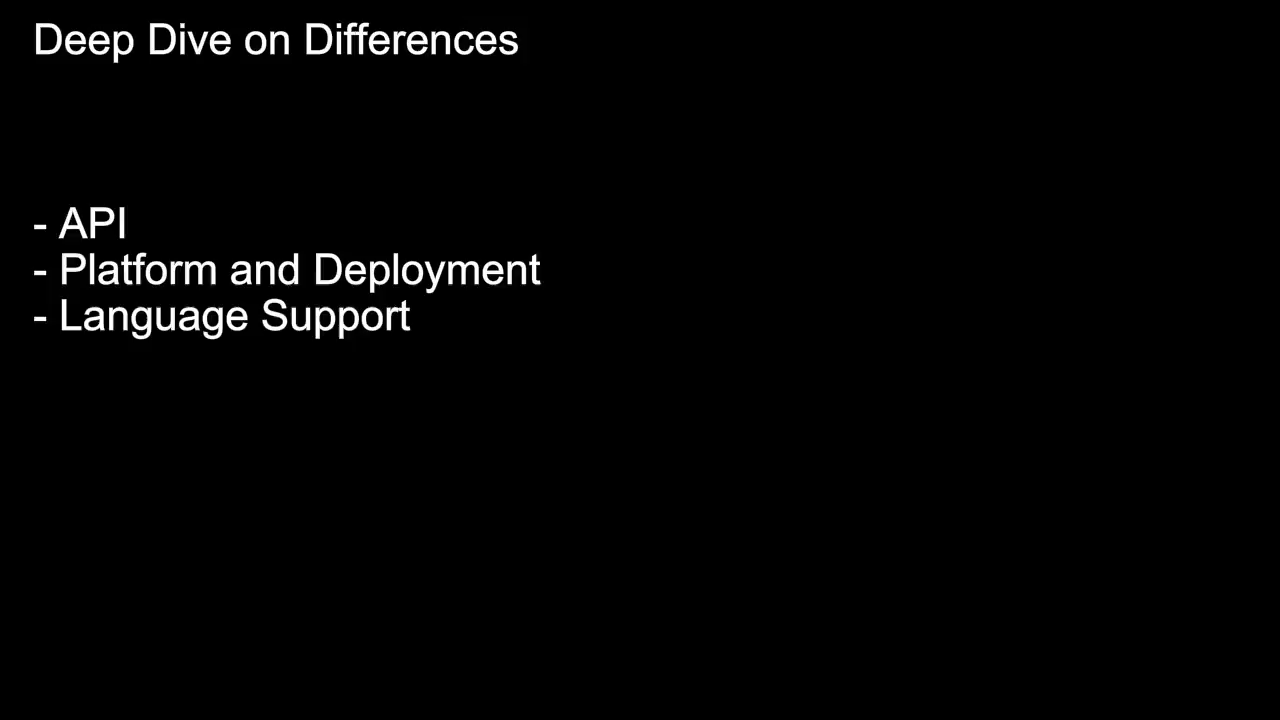 Deep Dive on Differences
- API
- Platform and Deployment
- Language Support